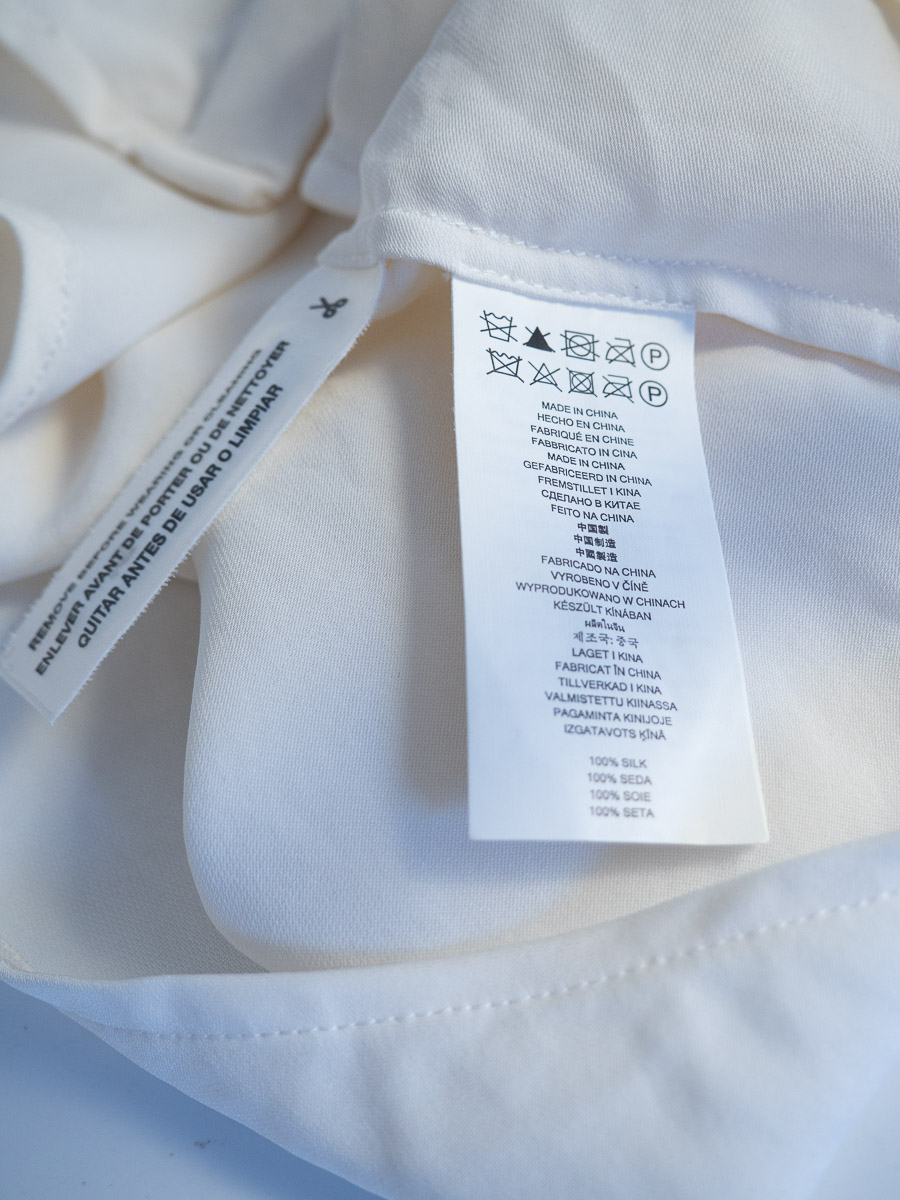 REMOVE BEFORE WEARING OR CLEANING
ENLEVER AVANT DE PORTER OU DE NETTOYER
QUITAR ANTES DE USAR O LIMPIAR
P
P
MADE IN CHINA
HECHO EN CHINA
FABRIQUÉ EN CHINE
FABBRICATO IN CINA
MADE IN CHINA
GEFABRICEERD IN CHINA
FREMSTILLET I KINA
СДЕЛАНО В КИТАЕ
FEITO NA CHINA
中国製
中国制造
中國製造
FABRICADO NA CHINA
VYROBENO V ČÍNĚ
WYPRODUKOWANO W CHINACH
KÉSZÜLT KÍNÁBAN
ผลิตในจีน
제조국: 중국
LAGET I KINA
FABRICAT ÎN CHINA
TILLVERKAD I KINA
VALMISTETTU KIINASSA
PAGAMINTA KINIJOJE
IZGATAVOTS ĶĪNĀ
100% SILK
100% SEDA
100% SOIE
100% SETA